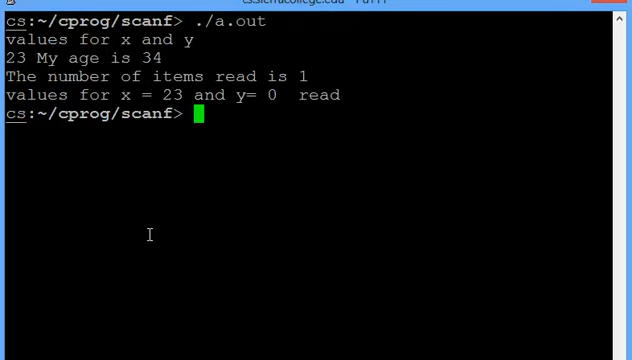 cs:~/cprog/scanf> ./a.out
values for x and y
23 My age is 34
The number of items read is 1
values for x = 23 and y= 0  read
cs:~/cprog/scanf>